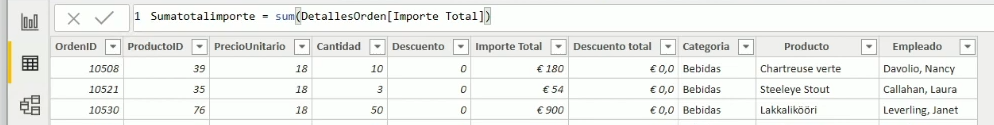 1 Sumatotalimporte = sum(DetallesOrden[Importe Total])
OrdenID ProductoID PrecioUnitario Cantidad Descuento Importe Total Descuento total Categoria Producto Empleado
10508 39 18 10 0 € 180 € 0,0 Bebidas Chartreuse verte Davolio, Nancy
10521 35 18 3 0 € 54 € 0,0 Bebidas Steeleye Stout Callahan, Laura
10530 76 18 50 0 € 900 € 0,0 Bebidas Lakkalikööri Leverling, Janet